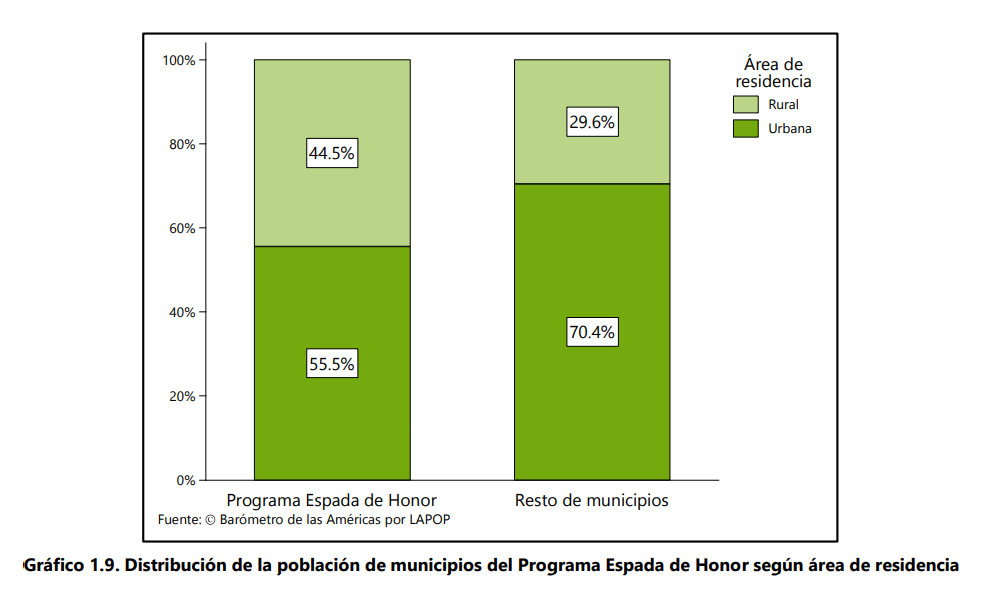 100%
80%
60%
40%
20%
0%
44.5%
55.5%
29.6%
70.4%
Área de
residencia
Rural
Urbana
Programa Espada de Honor
Resto de municipios
Fuente: © Barómetro de las Américas por LAPOP
Gráfico 1.9. Distribución de la población de municipios del Programa Espada de Honor según área de residencia